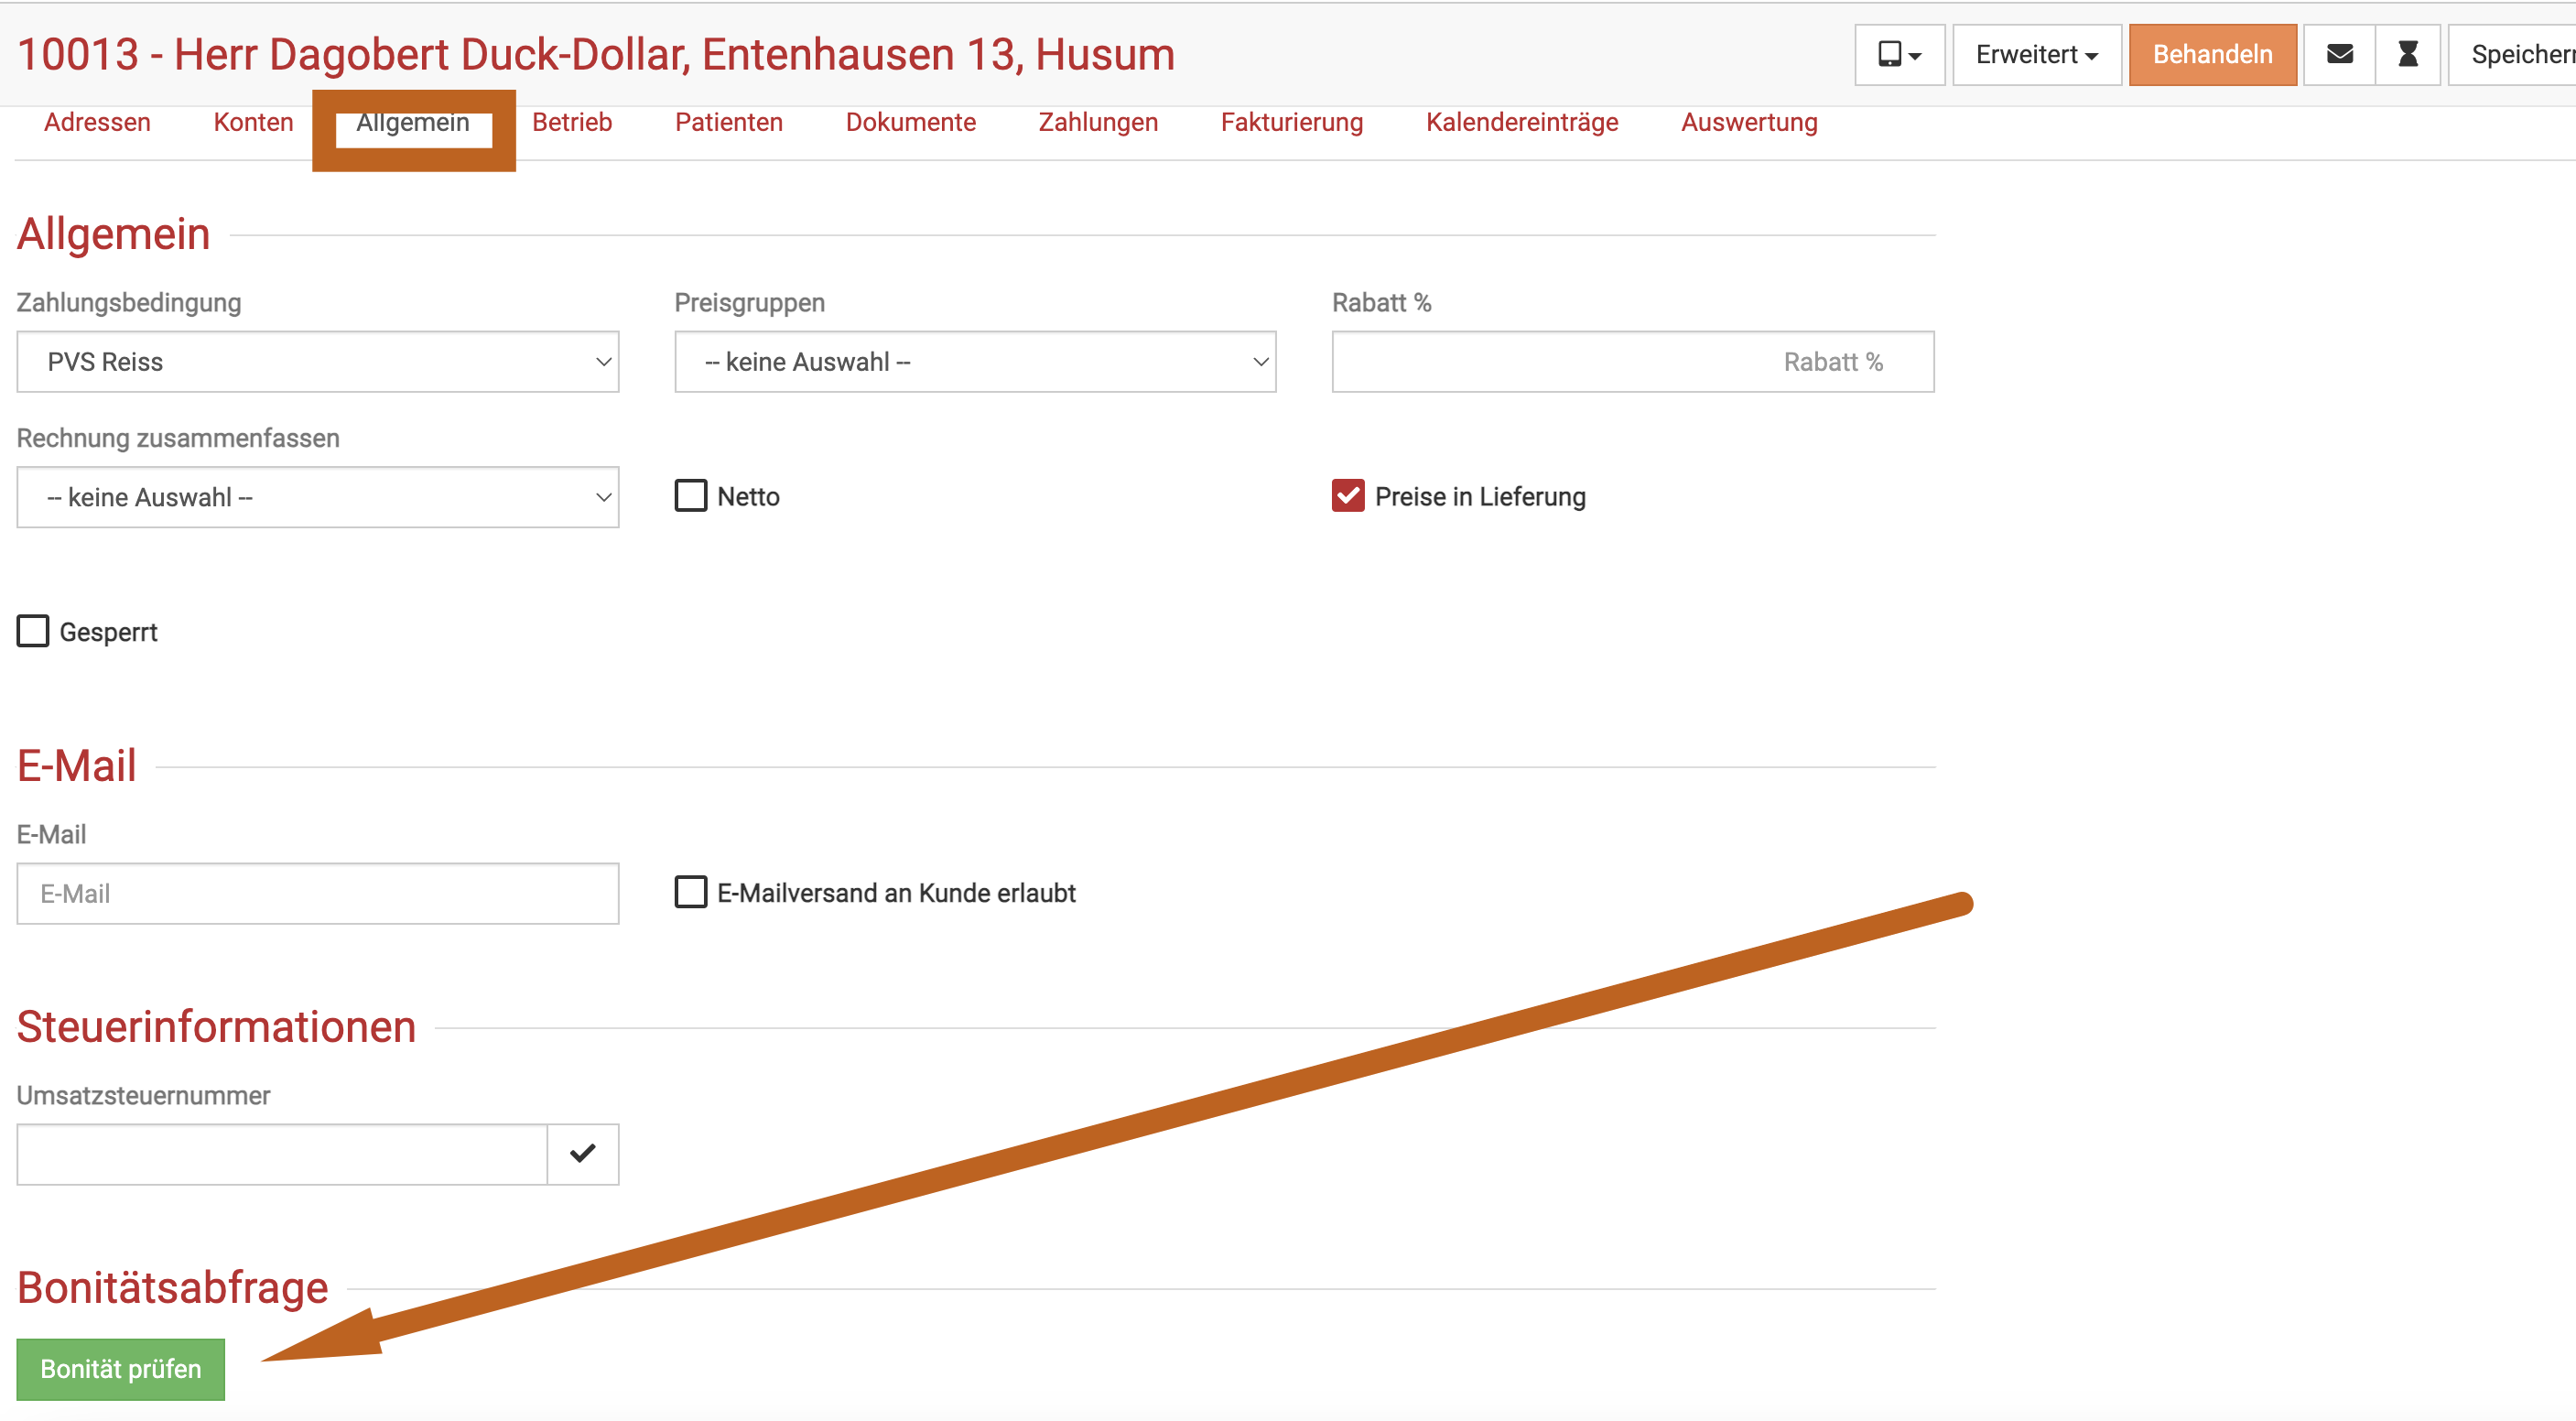 10013 - Herr Dagobert Duck-Dollar, Entenhausen 13, Husum
Erweitert
Behandeln
Speichern
Adressen Konten Allgemein Betrieb Patienten Dokumente Zahlungen Fakturierung Kalendereinträge Auswertung
Allgemein
Zahlungsbedingung Preisgruppen Rabatt %
PVS Reiss -- keine Auswahl -- Rabatt %
Rechnung zusammenfassen
-- keine Auswahl -- Netto Preise in Lieferung
Gesperrt
E-Mail
E-Mail
E-Mail E-Mailversand an Kunde erlaubt
Steuerinformationen
Umsatzsteuernummer
Bonitätsabfrage
Bonität prüfen